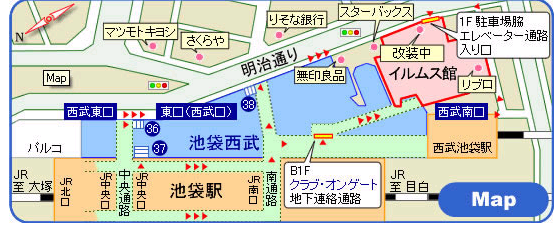 N
マツモトキヨシ
さくらや
りそな銀行
スターバックス
1F 駐車場脇
エレベーター通路
入り口
Map
明治通り
無印良品
改装中
イルムス館
リブロ
西武東口
東口(西武口)
38
西武南口
36
37
パルコ
池袋西武
西武池袋駅
B1F
クラブ・オンゲート
地下連絡通路
JR
至 大塚
JR
北口
中央通路
JR
中央口
池袋駅
JR
南口
南通路
JR
至 目白
Map